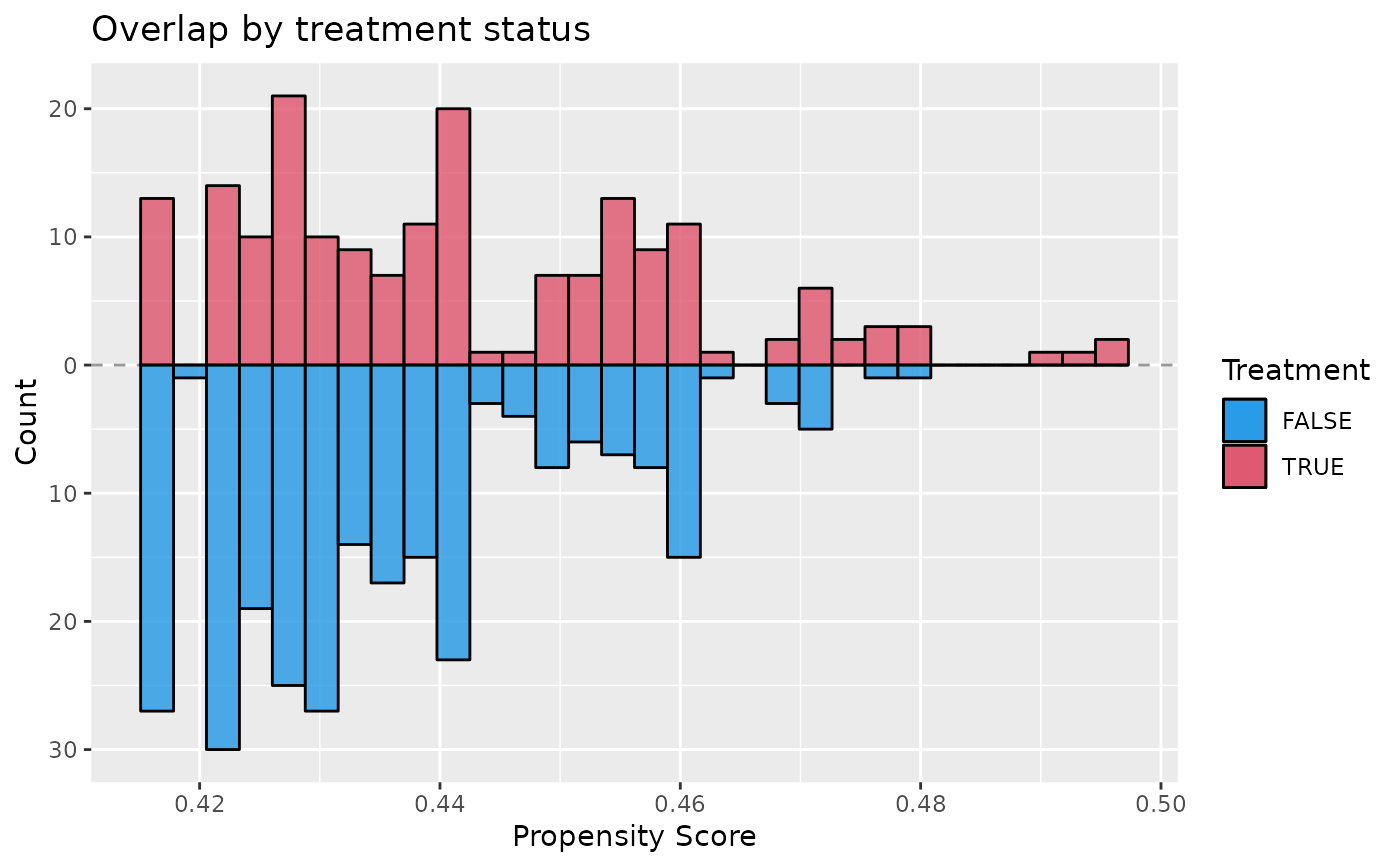 Overlap by treatment status
20
10
0
10
20
30
Count
0.42 0.44 0.46 0.48 0.50
Propensity Score
Treatment
FALSE
TRUE